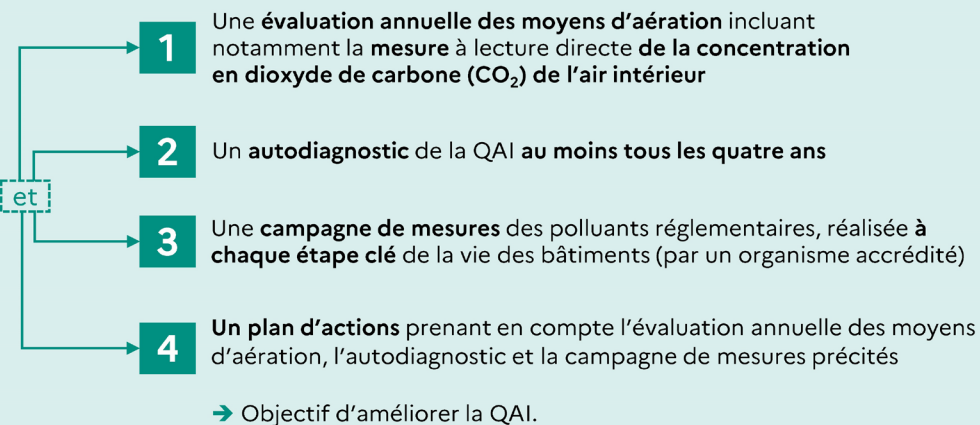 1
Une évaluation annuelle des moyens d’aération incluant
notamment la mesure à lecture directe de la concentration
en dioxyde de carbone (CO₂) de l’air intérieur
2
Un autodiagnostic de la QAI au moins tous les quatre ans
et
3
Une campagne de mesures des polluants réglementaires, réalisée à
chaque étape clé de la vie des bâtiments (par un organisme accrédité)
4
Un plan d’actions prenant en compte l’évaluation annuelle des moyens
d’aération, l’autodiagnostic et la campagne de mesures précités
➔ Objectif d’améliorer la QAI.